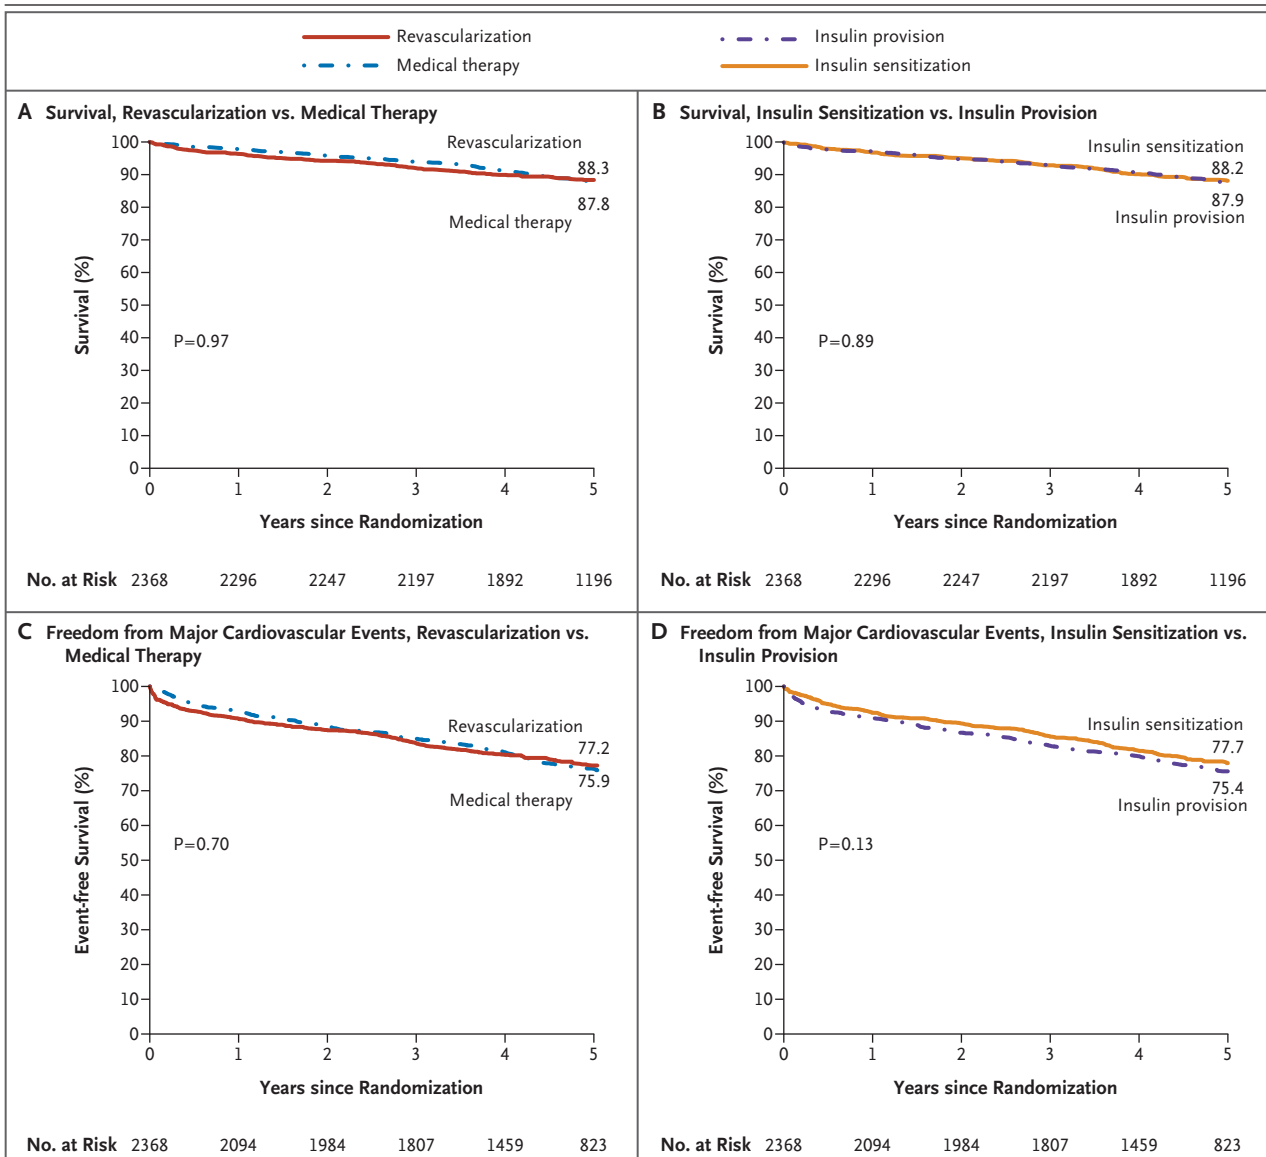 Revascularization
Medical therapy
Insulin provision
Insulin sensitization
A Survival, Revascularization vs. Medical Therapy
100
90
80
70
60
50
40
30
20
10
0
Survival (%)
Revascularization
88.3
87.8
Medical therapy
P=0.97
0 1 2 3 4 5
Years since Randomization
No. at Risk 2368 2296 2247 2197 1892 1196
B Survival, Insulin Sensitization vs. Insulin Provision
100
90
80
70
60
50
40
30
20
10
0
Survival (%)
Insulin sensitization
88.2
87.9
Insulin provision
P=0.89
0 1 2 3 4 5
Years since Randomization
No. at Risk 2368 2296 2247 2197 1892 1196
C Freedom from Major Cardiovascular Events, Revascularization vs.
Medical Therapy
100
90
80
70
60
50
40
30
20
10
0
Event-free Survival (%)
Revascularization
77.2
75.9
Medical therapy
P=0.70
0 1 2 3 4 5
Years since Randomization
No. at Risk 2368 2094 1984 1807 1459 823
D Freedom from Major Cardiovascular Events, Insulin Sensitization vs.
Insulin Provision
100
90
80
70
60
50
40
30
20
10
0
Event-free Survival (%)
Insulin sensitization
77.7
75.4
Insulin provision
P=0.13
0 1 2 3 4 5
Years since Randomization
No. at Risk 2368 2094 1984 1807 1459 823